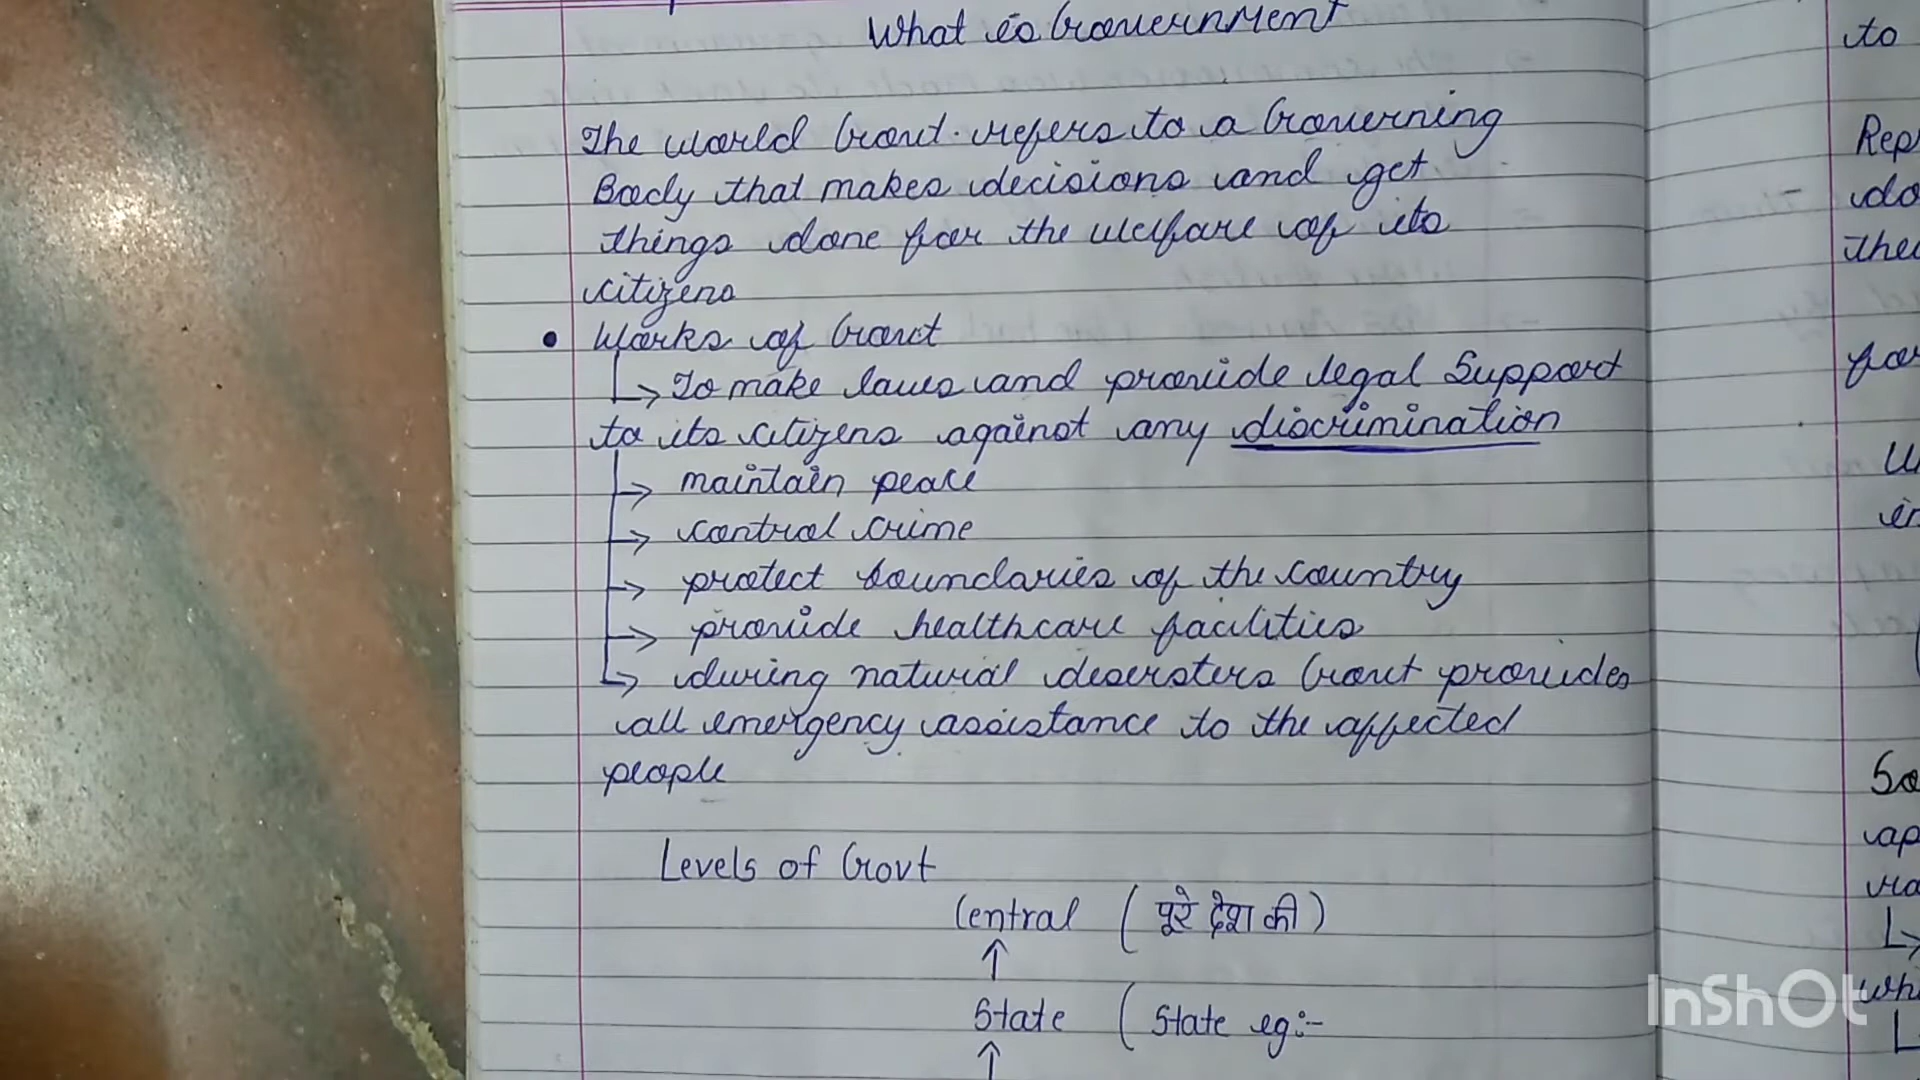 What is Government
The world Govt. refers to a Governing
Body that makes decisions and get
things done for the welfare of its
citizens
• Works of Govt
↳ To make laws and provide legal Support
to its citizens against any discrimination
→ maintain peace
→ control crime
→ protect boundaries of the country
→ provide healthcare facilities
→ during natural desersters Govt provides
all emergency assistance to the affected
people
Levels of Govt
Central ( पूरे देश की )
↑
State ( State eg:-
↑
to
Rep
do
for
InShOt